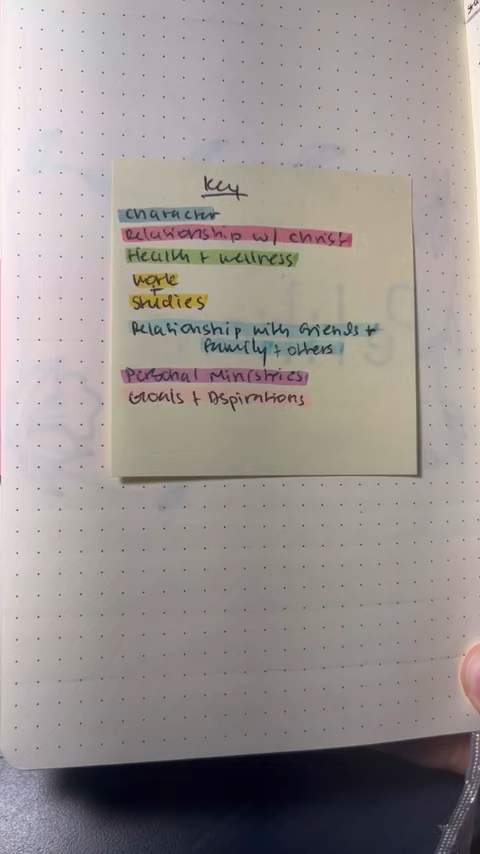 Key
character
Relationship w/ Christ
Health + wellness
work
+
studies
Relationship with Friends +
Family + others
Personal Ministries
Goals + Aspirations